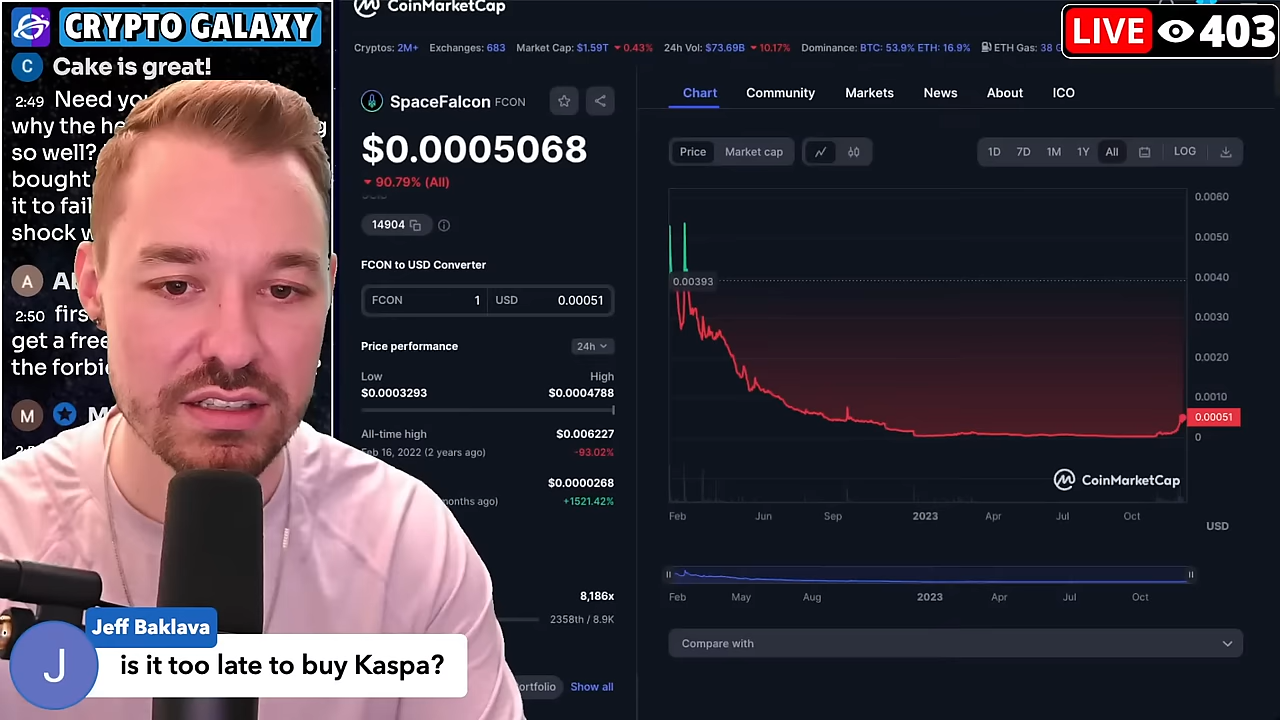 CRYPTO GALAXY
C Cake is great!
2:49 Need
why the
so well?
bought
it to fail
shock
A
2:50
get a free
the
M
Jeff Baklava
J is it too late to buy Kaspa?
CoinMarketCap
LIVE 403
Cryptos: 2M+ Exchanges: 683 Market Cap: $1.59T 0.43% 24h Vol: $73.69B 10.17% Dominance: BTC: 53.9% ETH: 16.9% ETH Gas: 38
SpaceFalcon FCON
$0.0005068
90.79% (All)
14904
FCON to USD Converter
FCON 1 USD 0.00051
Price performance 24h
Low High
$0.0003293 $0.0004788
All-time high $0.006227
Feb 16, 2022 (2 years ago) -93.02%
$0.0000268
months ago) +1521.42%
8,186x
2358th / 8.9K
Show all
Chart Community Markets News About ICO
Price Market cap 1D 7D 1M 1Y All LOG
0.0060
0.0050
0.0040
0.00393
0.0030
0.0020
0.0010
0.00051
0
CoinMarketCap
Feb Jun Sep 2023 Apr Jul Oct
USD
Feb May Aug 2023 Apr Jul Oct
Compare with